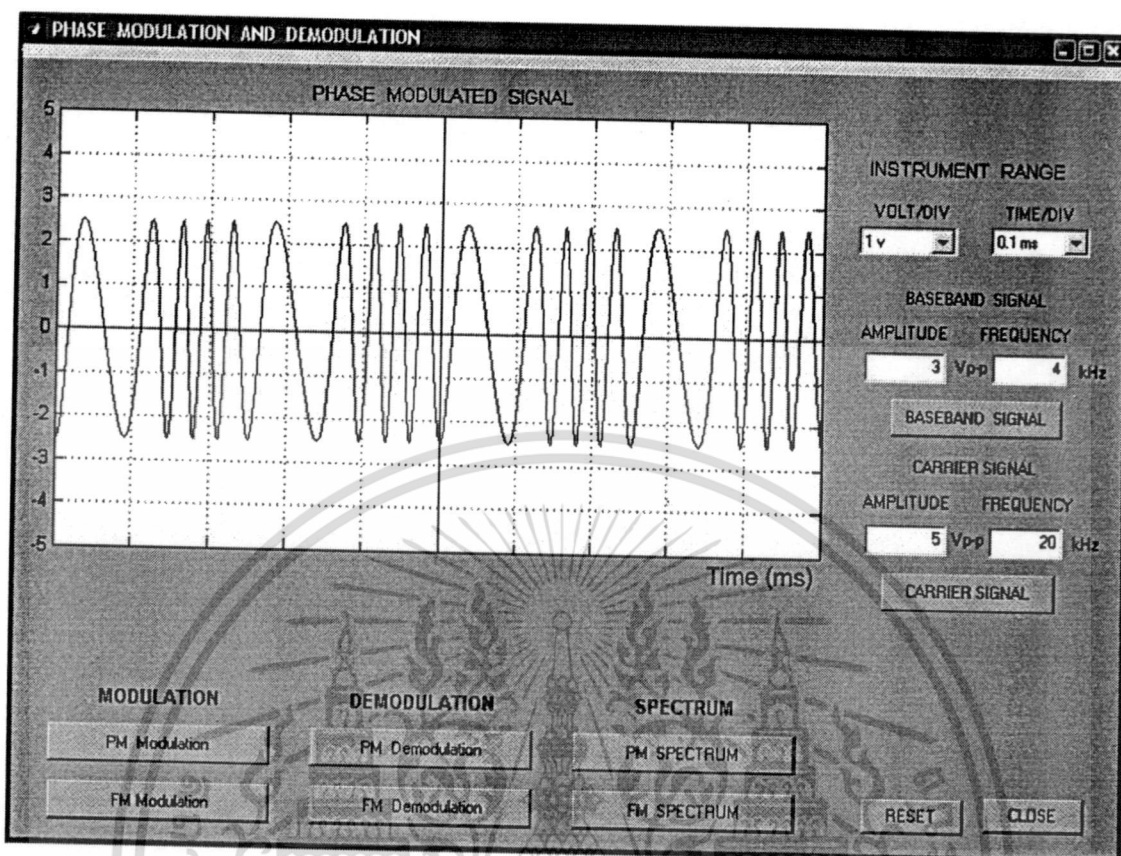 PHASE MODULATION AND DEMODULATION
PHASE MODULATED SIGNAL
5
4
3
2
1
0
-1
-2
-3
-4
-5
Time (ms)
INSTRUMENT RANGE
VOLT/DIV TIME/DIV
1 v 0.1 ms
BASEBAND SIGNAL
AMPLITUDE FREQUENCY
3 Vp-p 4 kHz
BASEBAND SIGNAL
CARRIER SIGNAL
AMPLITUDE FREQUENCY
5 Vp-p 20 kHz
CARRIER SIGNAL
MODULATION DEMODULATION SPECTRUM
PM Modulation PM Demodulation PM SPECTRUM
FM Modulation FM Demodulation FM SPECTRUM
RESET CLOSE